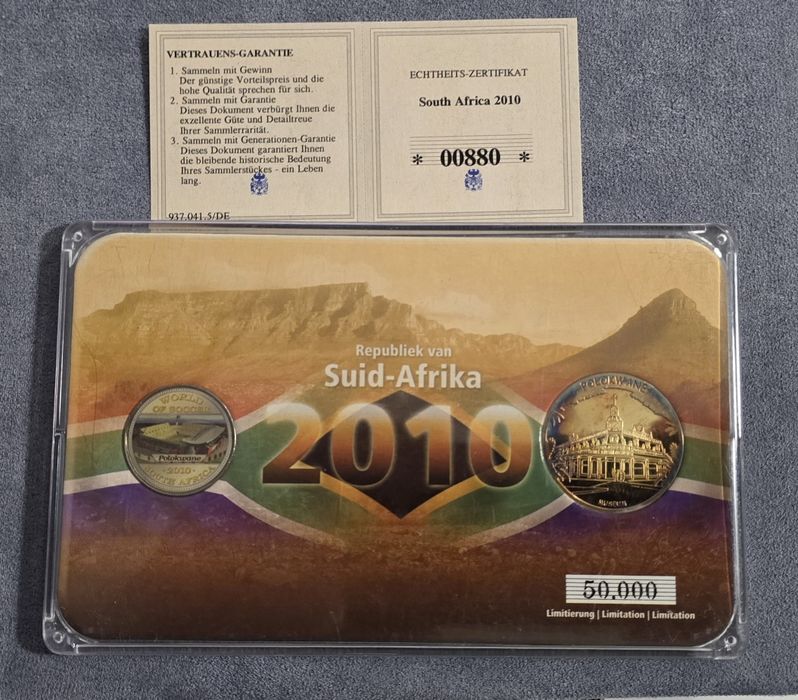 VERTRAUENS-GARANTIE
1. Sammeln mit Gewinn
Der günstige Vorteilspreis und die
hohe Qualität sprechen für sich.
2. Sammeln mit Garantie
Dieses Dokument verbürgt Ihnen die
exzellente Güte und Detailtreue
Ihrer Sammlerrarität.
3. Sammeln mit Generationen-Garantie
Dieses Dokument garantiert Ihnen
die bleibende historische Bedeutung
Ihres Sammlerstückes - ein Leben
lang.
937.041.5/DE
ECHTHEITS-ZERTIFIKAT
South Africa 2010
* 00880 *
Republiek van
Suid-Afrika
2010
WORLD
OF SOCCER
Polokwane
·2010·
SOUTH AFRICA
POLOKWANE
MUSEUM
50.000
Limitierung | Limitation | Limitation